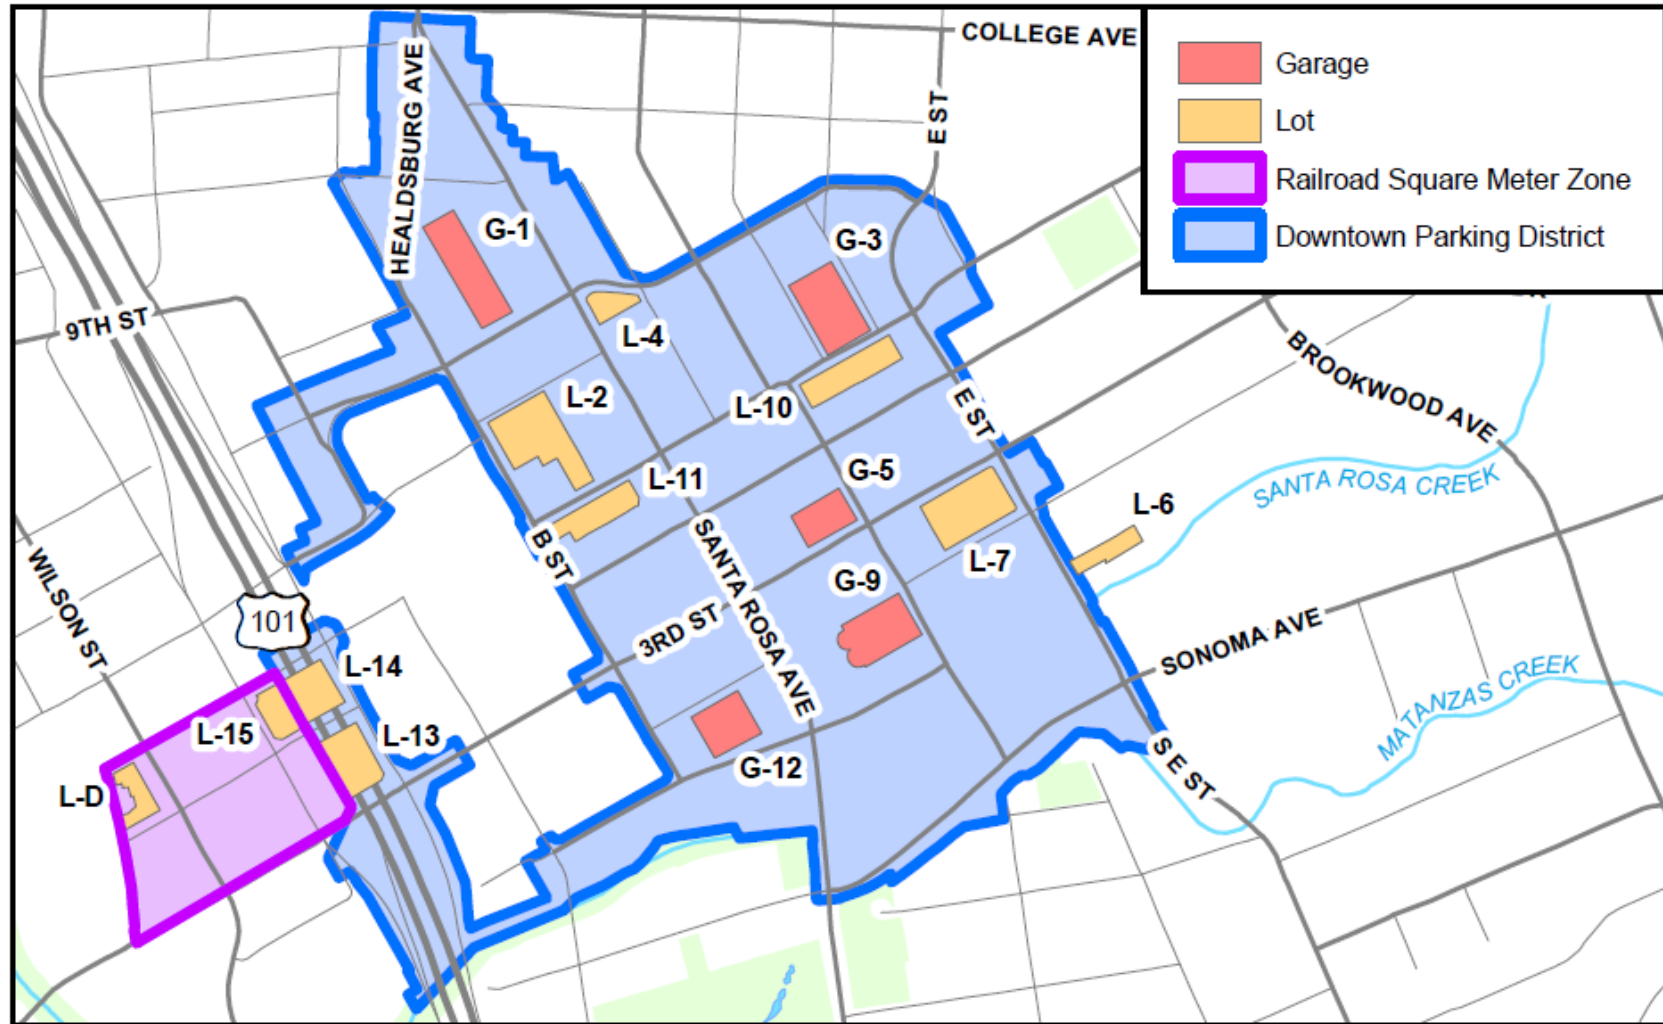 COLLEGE AVE
Garage
Lot
Railroad Square Meter Zone
Downtown Parking District
HEALDSBURG AVE
E ST
G-1
G-3
9TH ST
L-4
L-2
L-10
E ST
BROOKWOOD AVE
L-11
G-5
SANTA ROSA CREEK
L-6
B ST
SANTA ROSA AVE
L-7
WILSON ST
G-9
101
3RD ST
SONOMA AVE
L-14
L-15
L-13
MATANZAS CREEK
L-D
G-12
S E ST